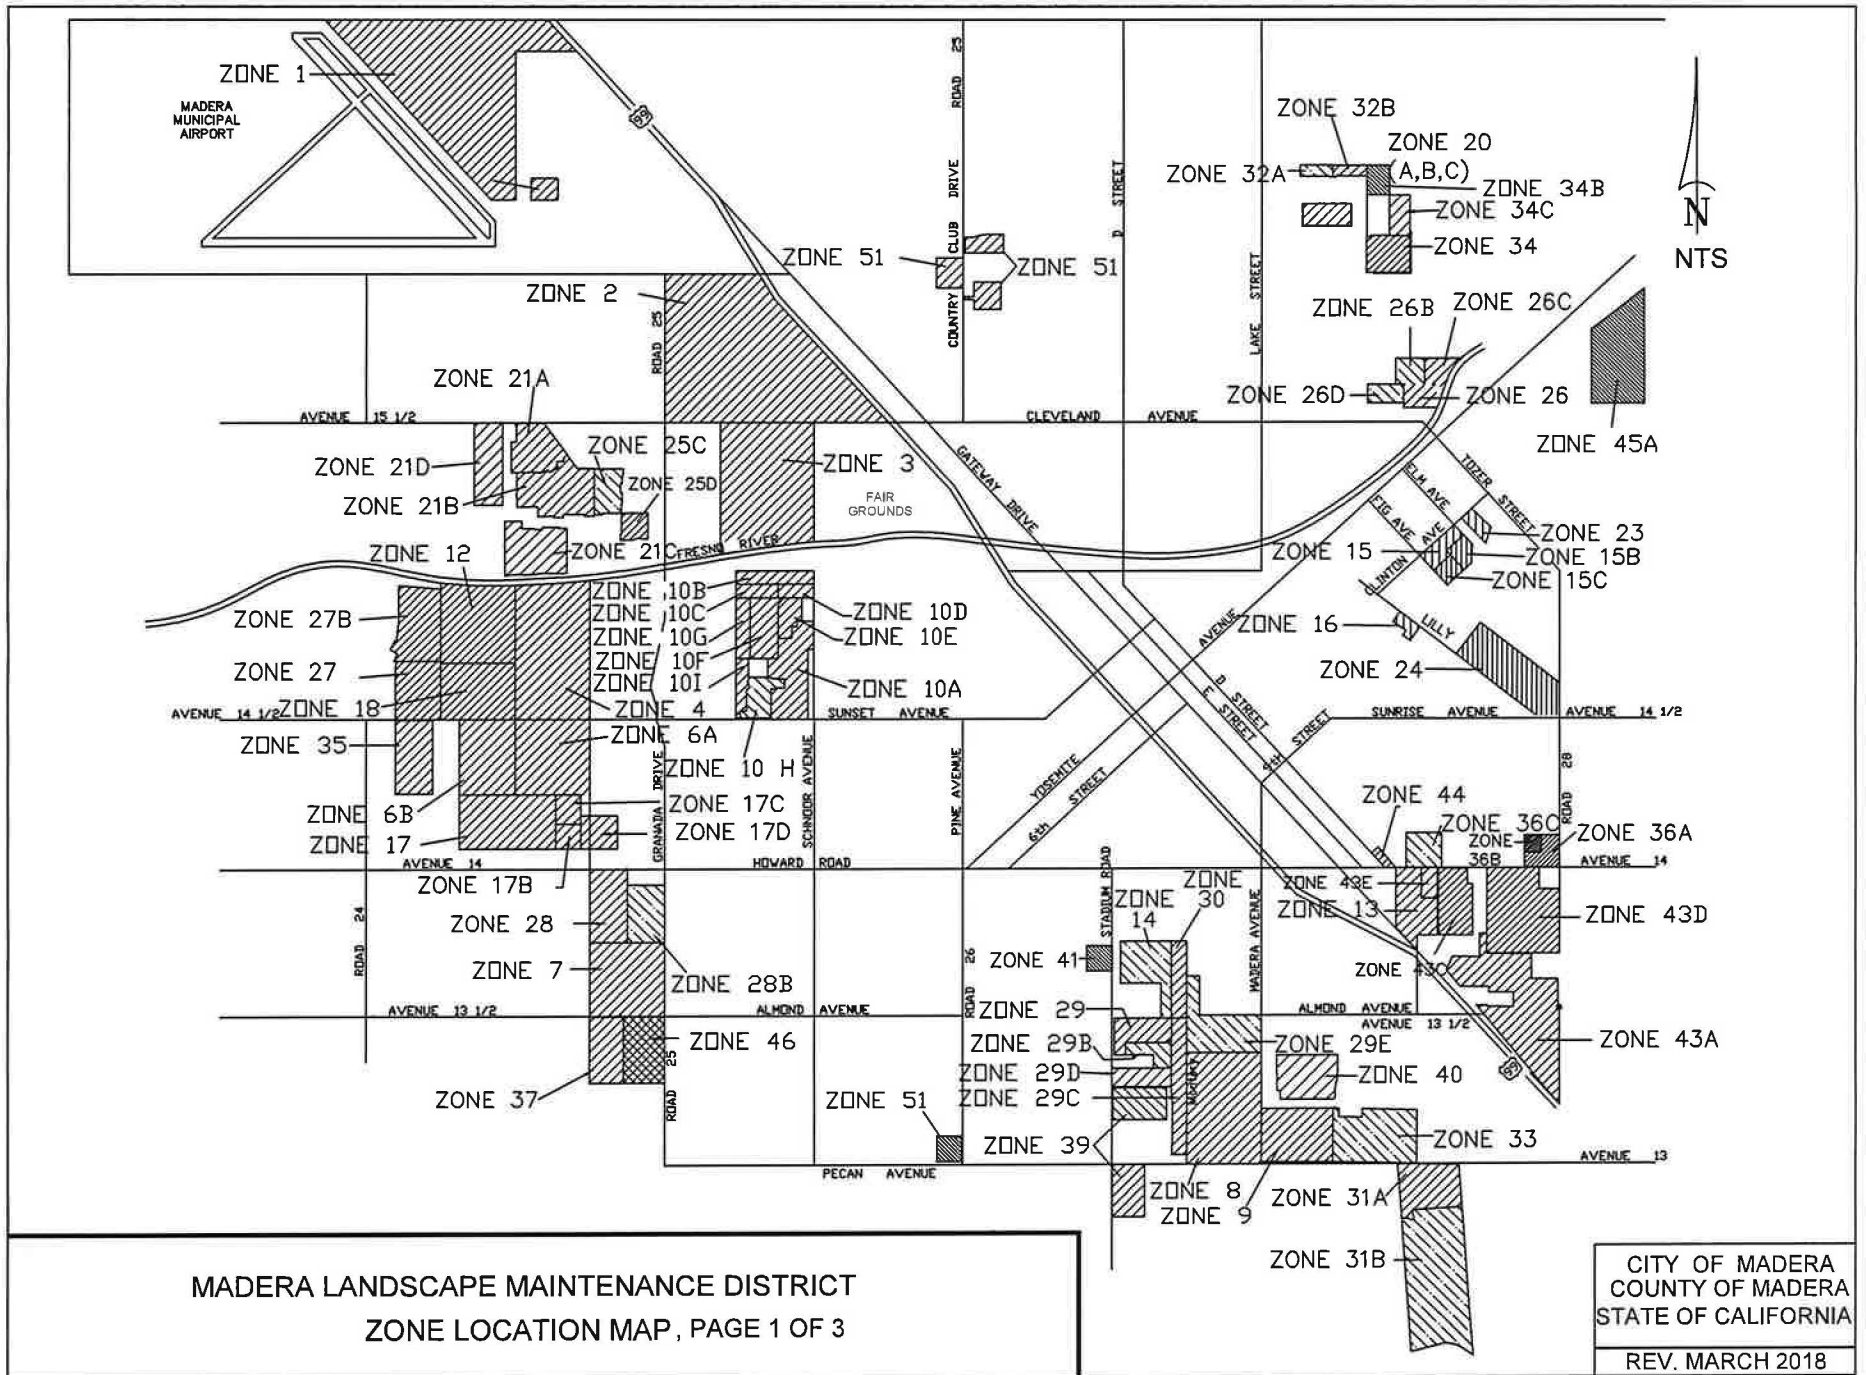 ZONE 1
MADERA
MUNICIPAL
AIRPORT
99
ROAD 25
COUNTRY CLUB DRIVE
D STREET
LAKE STREET
ZONE 32B
ZONE 20
(A,B,C)
ZONE 32A
ZONE 34B
ZONE 34C
ZONE 34
N
NTS
ZONE 51
ZONE 51
ZONE 2
ROAD 25
ZONE 26B
ZONE 26C
ZONE 26D
ZONE 26
ZONE 45A
ZONE 21A
AVENUE 15 1/2
CLEVELAND AVENUE
ZONE 25C
ZONE 21D
ZONE 25D
ZONE 21B
ZONE 3
FAIR
GROUNDS
GATEWAY DRIVE
ELM AVE
TOZER STREET
FIG AVE
CLINTON AVE
ZONE 23
ZONE 15
ZONE 15B
ZONE 15C
ZONE 12
ZONE 21C
FRESNO RIVER
ZONE 10B
ZONE 10C
ZONE 10G
ZONE 10F
ZONE 10I
ZONE 10D
ZONE 10E
ZONE 10A
ZONE 27B
ZONE 27
ZONE 18
ZONE 4
AVENUE 14 1/2
SUNSET AVENUE
ZONE 16
LILLY
ZONE 24
YOSEMITE AVENUE
6th STREET
D STREET
E STREET
9th STREET
SUNRISE AVENUE
AVENUE 14 1/2
ZONE 35
ZONE 6A
ZONE 10 H
GRANADA DRIVE
SCHNOOR AVENUE
PINE AVENUE
ROAD 28
ZONE 6B
ZONE 17C
ZONE 17D
ZONE 17
ZONE 44
ZONE 36C
ZONE
36B
ZONE 36A
AVENUE 14
HOWARD ROAD
AVENUE 14
ZONE 17B
STADIUM ROAD
MADERA AVENUE
ZONE
14
ZONE
30
ZONE 43E
ZONE 13
ZONE 43D
ZONE 28
ROAD 24
ZONE 7
ZONE 28B
ROAD 26
ZONE 41
ZONE 43C
AVENUE 13 1/2
ALMOND AVENUE
ALMOND AVENUE
AVENUE 13 1/2
ZONE 29
ZONE 29B
ZONE 29E
ZONE 43A
ZONE 46
ROAD 25
ZONE 29D
ZONE 29C
ZONE 40
99
ZONE 37
ZONE 51
ZONE 39
ZONE 33
AVENUE 13
PECAN AVENUE
ZONE 8
ZONE 9
ZONE 31A
ZONE 31B
MADERA LANDSCAPE MAINTENANCE DISTRICT
ZONE LOCATION MAP, PAGE 1 OF 3
CITY OF MADERA
COUNTY OF MADERA
STATE OF CALIFORNIA
REV. MARCH 2018